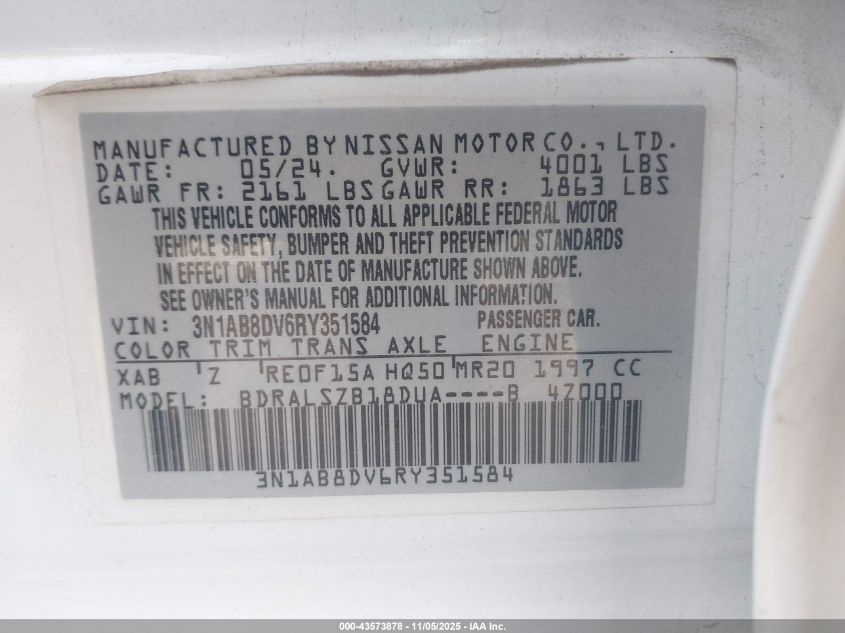 MANUFACTURED BY NISSAN MOTOR CO., LTD.
DATE: 05/24. GVWR: 4001 LBS
GAWR FR: 2161 LBS GAWR RR: 1863 LBS
THIS VEHICLE CONFORMS TO ALL APPLICABLE FEDERAL MOTOR
VEHICLE SAFETY, BUMPER AND THEFT PREVENTION STANDARDS
IN EFFECT ON THE DATE OF MANUFACTURE SHOWN ABOVE.
SEE OWNER'S MANUAL FOR ADDITIONAL INFORMATION.
VIN: 3N1AB8DV6RY351584 PASSENGER CAR.
COLOR TRIM TRANS AXLE ENGINE
XAB Z RE0F15A HQ50 MR20 1997 CC
MODEL: BDRALSZB18DUA----B 4Z000
3N1AB8DV6RY351584
000-43573878 - 11/05/2025 - IAA Inc.